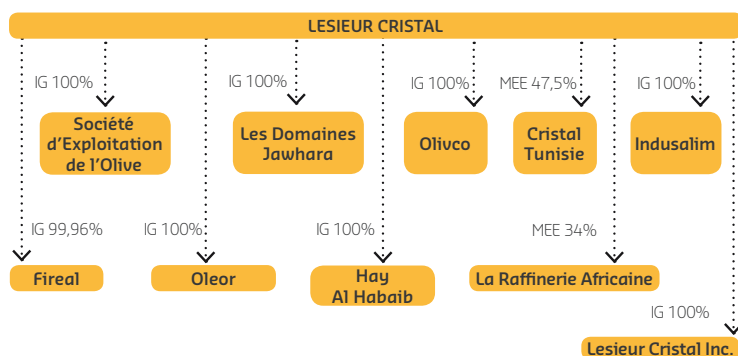 LESIEUR CRISTAL
IG 100%
IG 100%
IG 100%
MEE 47,5%
IG 100%
Société
d'Exploitation
de l'Olive
Les Domaines
Jawhara
Olivco
Cristal
Tunisie
Indusalim
IG 99,96%
IG 100%
IG 100%
MEE 34%
Fireal
Oleor
Hay
Al Habaib
La Raffinerie Africaine
IG 100%
Lesieur Cristal Inc.